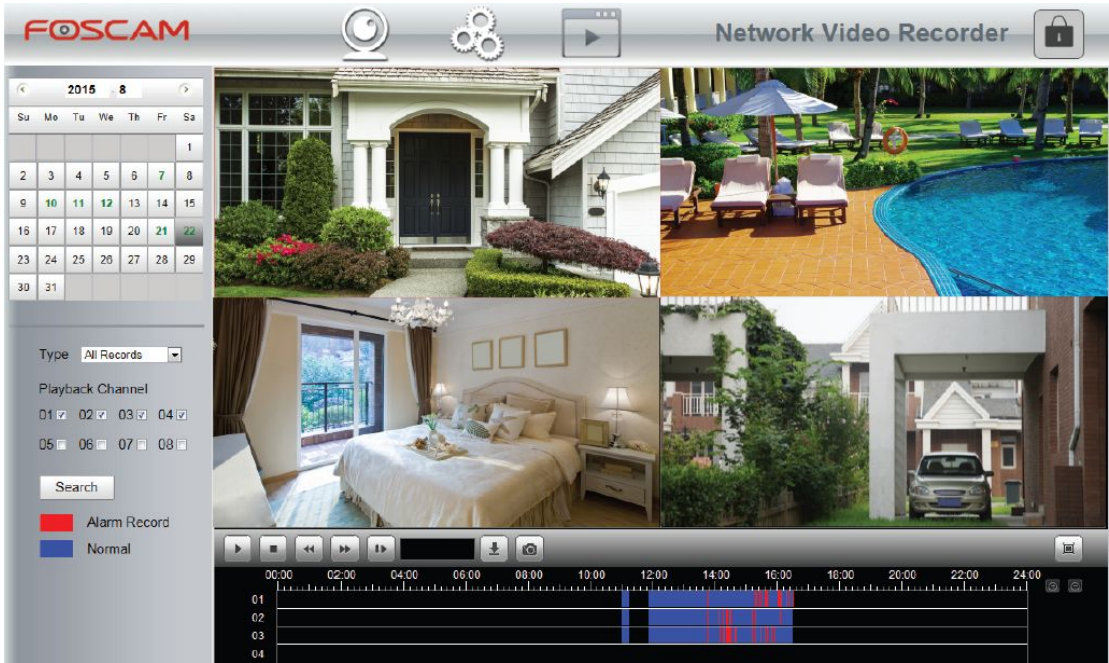 FOSCAM
Network Video Recorder
2015 . 8
Su Mo Tu We Th Fr Sa
1
2 3 4 5 6 7 8
9 10 11 12 13 14 15
16 17 18 19 20 21 22
23 24 25 26 27 28 29
30 31
Type All Records
Playback Channel
01 02 03 04
05 06 07 08
Search
Alarm Record
Normal
00:00 02:00 04:00 06:00 08:00 10:00 12:00 14:00 16:00 18:00 20:00 22:00 24:00
01
02
03
04